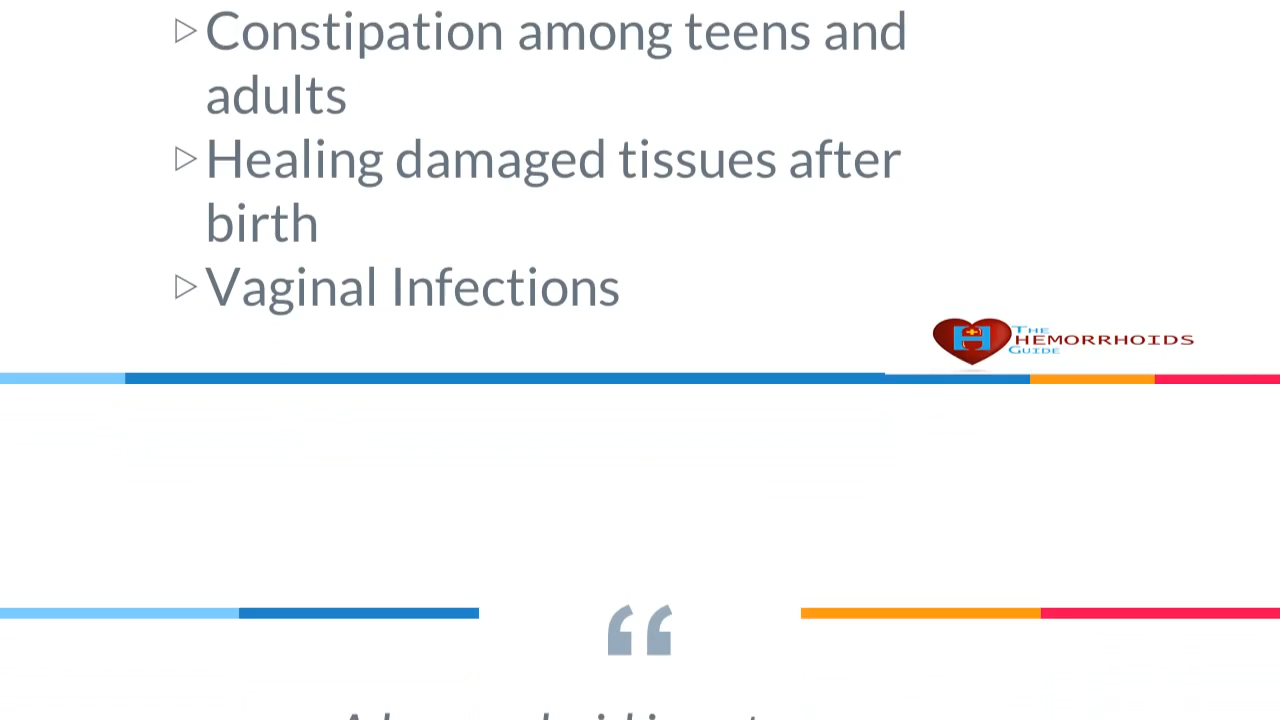 ▷Constipation among teens and
adults
▷Healing damaged tissues after
birth
▷Vaginal Infections
THE
HEMORRHOIDS
GUIDE
“